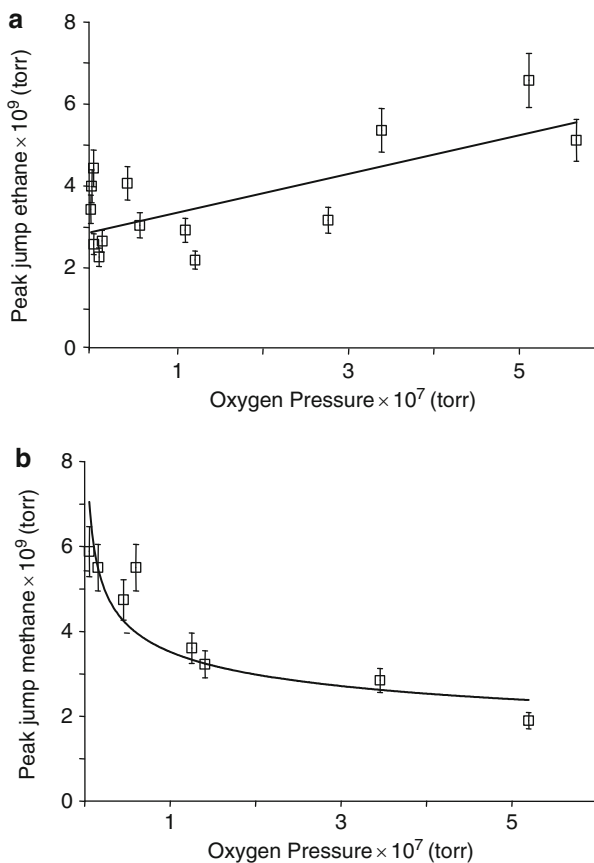 a
Peak jump ethane × 10⁹ (torr)
8
6
4
2
0
1
3
5
Oxygen Pressure × 10⁷ (torr)
b
Peak jump methane × 10⁹ (torr)
8
6
4
2
0
1
3
5
Oxygen Pressure × 10⁷ (torr)